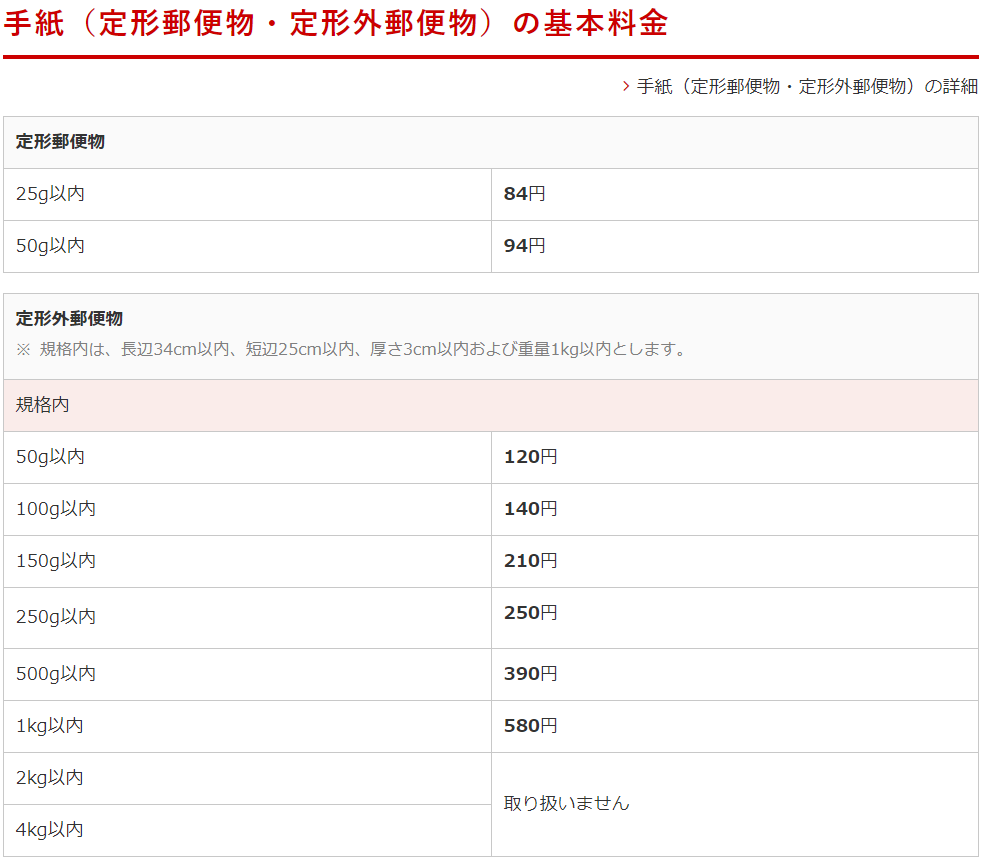 手紙（定形郵便物・定形外郵便物）の基本料金
手紙（定形郵便物・定形外郵便物）の詳細
定形郵便物
25g以内 84円
50g以内 94円
定形外郵便物
※ 規格内は、長辺34cm以内、短辺25cm以内、厚さ3cm以内および重量1kg以内とします。
規格内
50g以内 120円
100g以内 140円
150g以内 210円
250g以内 250円
500g以内 390円
1kg以内 580円
2kg以内
取り扱いません
4kg以内